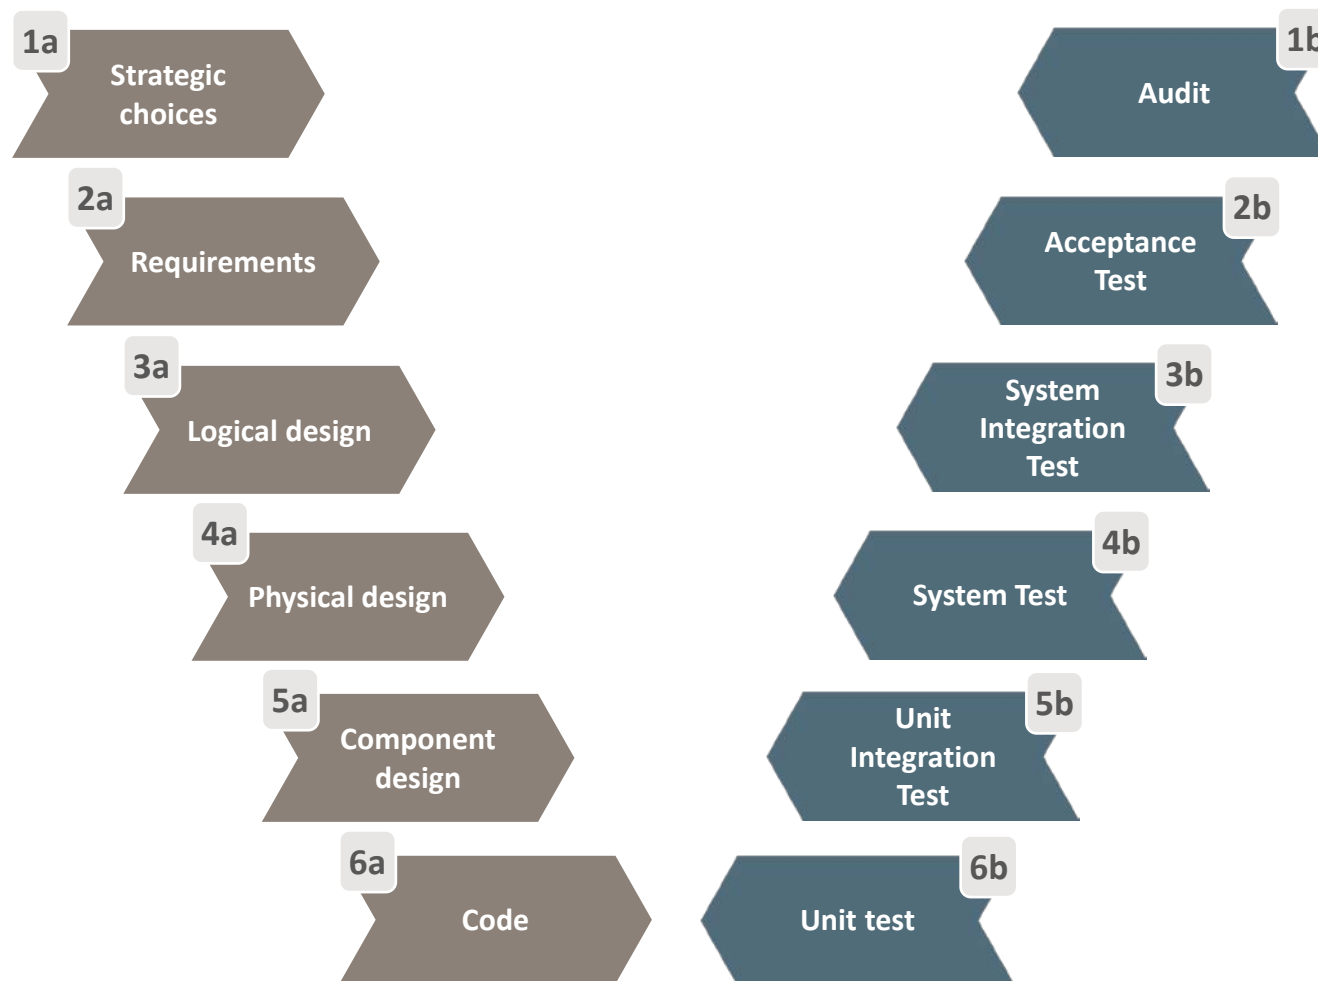 1a
Strategic
choices
1b
Audit
2a
Requirements
2b
Acceptance
Test
3a
Logical design
3b
System
Integration
Test
4a
Physical design
4b
System Test
5a
Component
design
5b
Unit
Integration
Test
6a
Code
6b
Unit test